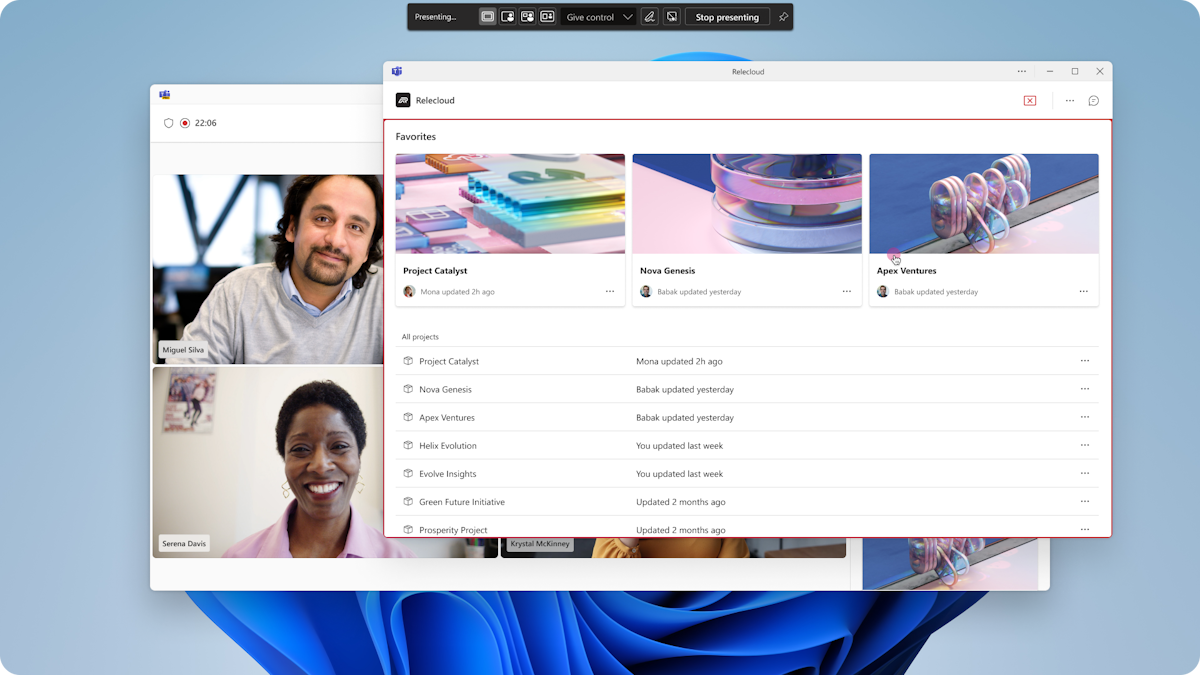 Presenting...
Give control
Stop presenting
Relecloud
Relecloud
22:06
Favorites
Project Catalyst
Mona updated 2h ago
Nova Genesis
Babak updated yesterday
Apex Ventures
Babak updated yesterday
All projects
Project Catalyst
Mona updated 2h ago
Nova Genesis
Babak updated yesterday
Apex Ventures
Babak updated yesterday
Helix Evolution
You updated last week
Evolve Insights
You updated last week
Green Future Initiative
Updated 2 months ago
Prosperity Project
Updated 2 months ago
Miguel Silva
Serena Davis
Krystal McKinney